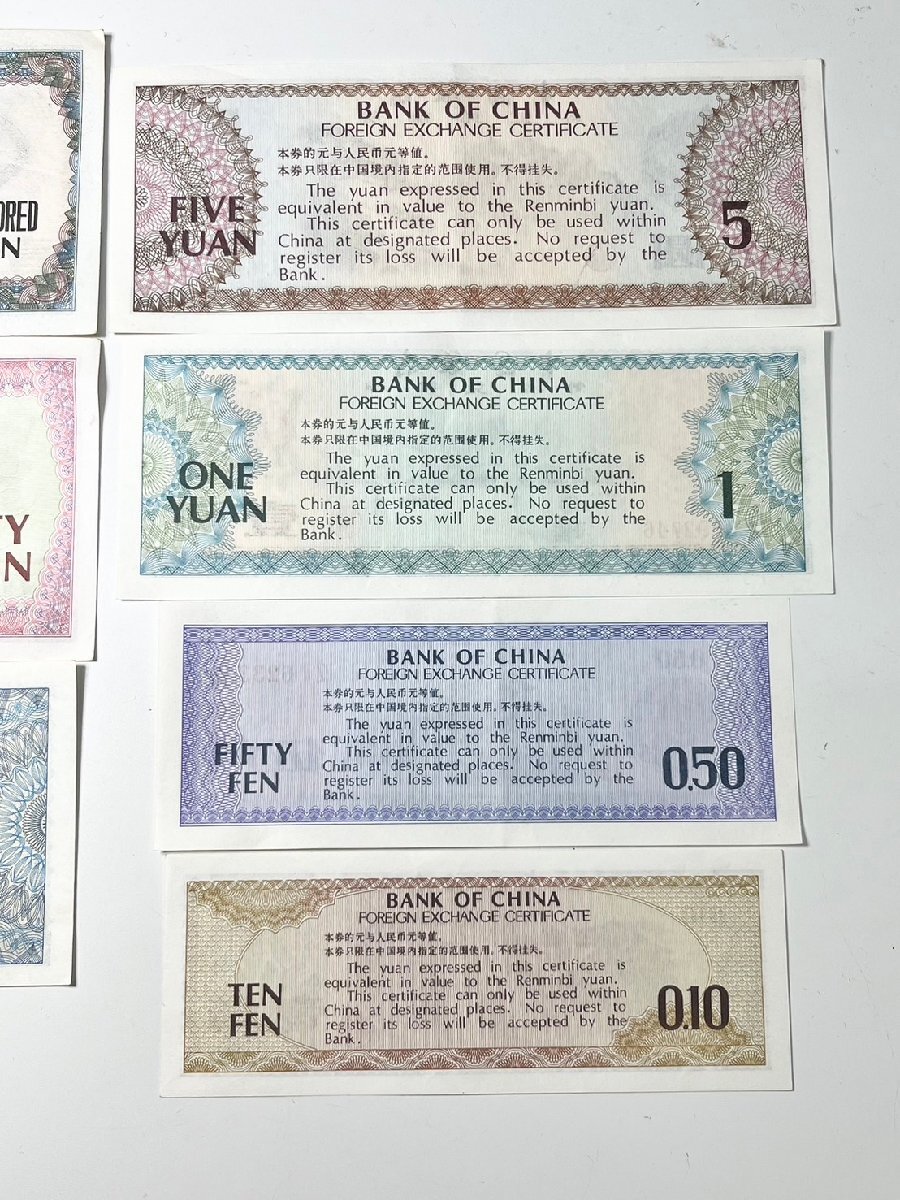 DRED
N
TY
N
BANK OF CHINA
FOREIGN EXCHANGE CERTIFICATE
本券的元与人民币元等值。
本券只限在中国境内指定的范围使用。不得挂失。
The yuan expressed in this certificate is
equivalent in value to the Renminbi yuan.
This certificate can only be used within
China at designated places. No request to
register its loss will be accepted by the
Bank.
FIVE
YUAN
5
BANK OF CHINA
FOREIGN EXCHANGE CERTIFICATE
本券的元与人民币元等值。
本券只限在中国境内指定的范围使用。不得挂失。
The yuan expressed in this certificate is
equivalent in value to the Renminbi yuan.
This certificate can only be used within
China at designated places. No request to
register its loss will be accepted by the
Bank.
ONE
YUAN
1
BANK OF CHINA
FOREIGN EXCHANGE CERTIFICATE
本券的元与人民币元等值。
本券只限在中国境内指定的范围使用。不得挂失。
The yuan expressed in this certificate is
equivalent in value to the Renminbi yuan.
This certificate can only be used within
China at designated places. No request to
register its loss will be accepted by the
Bank.
FIFTY
FEN
0.50
BANK OF CHINA
FOREIGN EXCHANGE CERTIFICATE
本券的元与人民币元等值。
本券只限在中国境内指定的范围使用。不得挂失。
The yuan expressed in this certificate is
equivalent in value to the Renminbi yuan.
This certificate can only be used within
China at designated places. No request to
register its loss will be accepted by the
Bank.
TEN
FEN
0.10